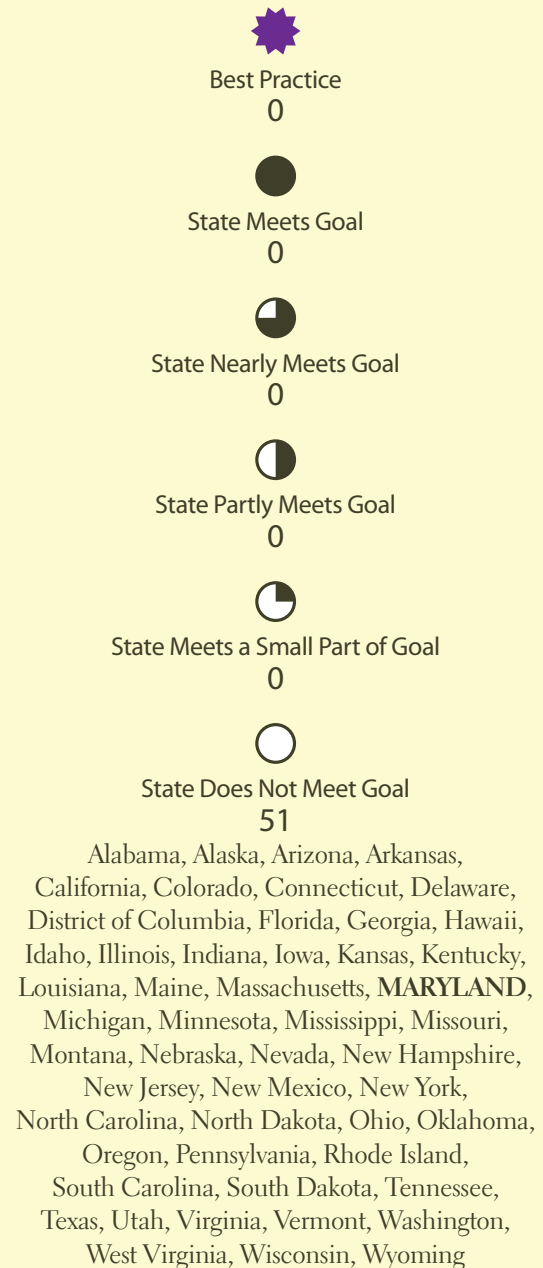 Best Practice
0
State Meets Goal
0
State Nearly Meets Goal
0
State Partly Meets Goal
0
State Meets a Small Part of Goal
0
State Does Not Meet Goal
51
Alabama, Alaska, Arizona, Arkansas,
California, Colorado, Connecticut, Delaware,
District of Columbia, Florida, Georgia, Hawaii,
Idaho, Illinois, Indiana, Iowa, Kansas, Kentucky,
Louisiana, Maine, Massachusetts, MARYLAND,
Michigan, Minnesota, Mississippi, Missouri,
Montana, Nebraska, Nevada, New Hampshire,
New Jersey, New Mexico, New York,
North Carolina, North Dakota, Ohio, Oklahoma,
Oregon, Pennsylvania, Rhode Island,
South Carolina, South Dakota, Tennessee,
Texas, Utah, Virginia, Vermont, Washington,
West Virginia, Wisconsin, Wyoming